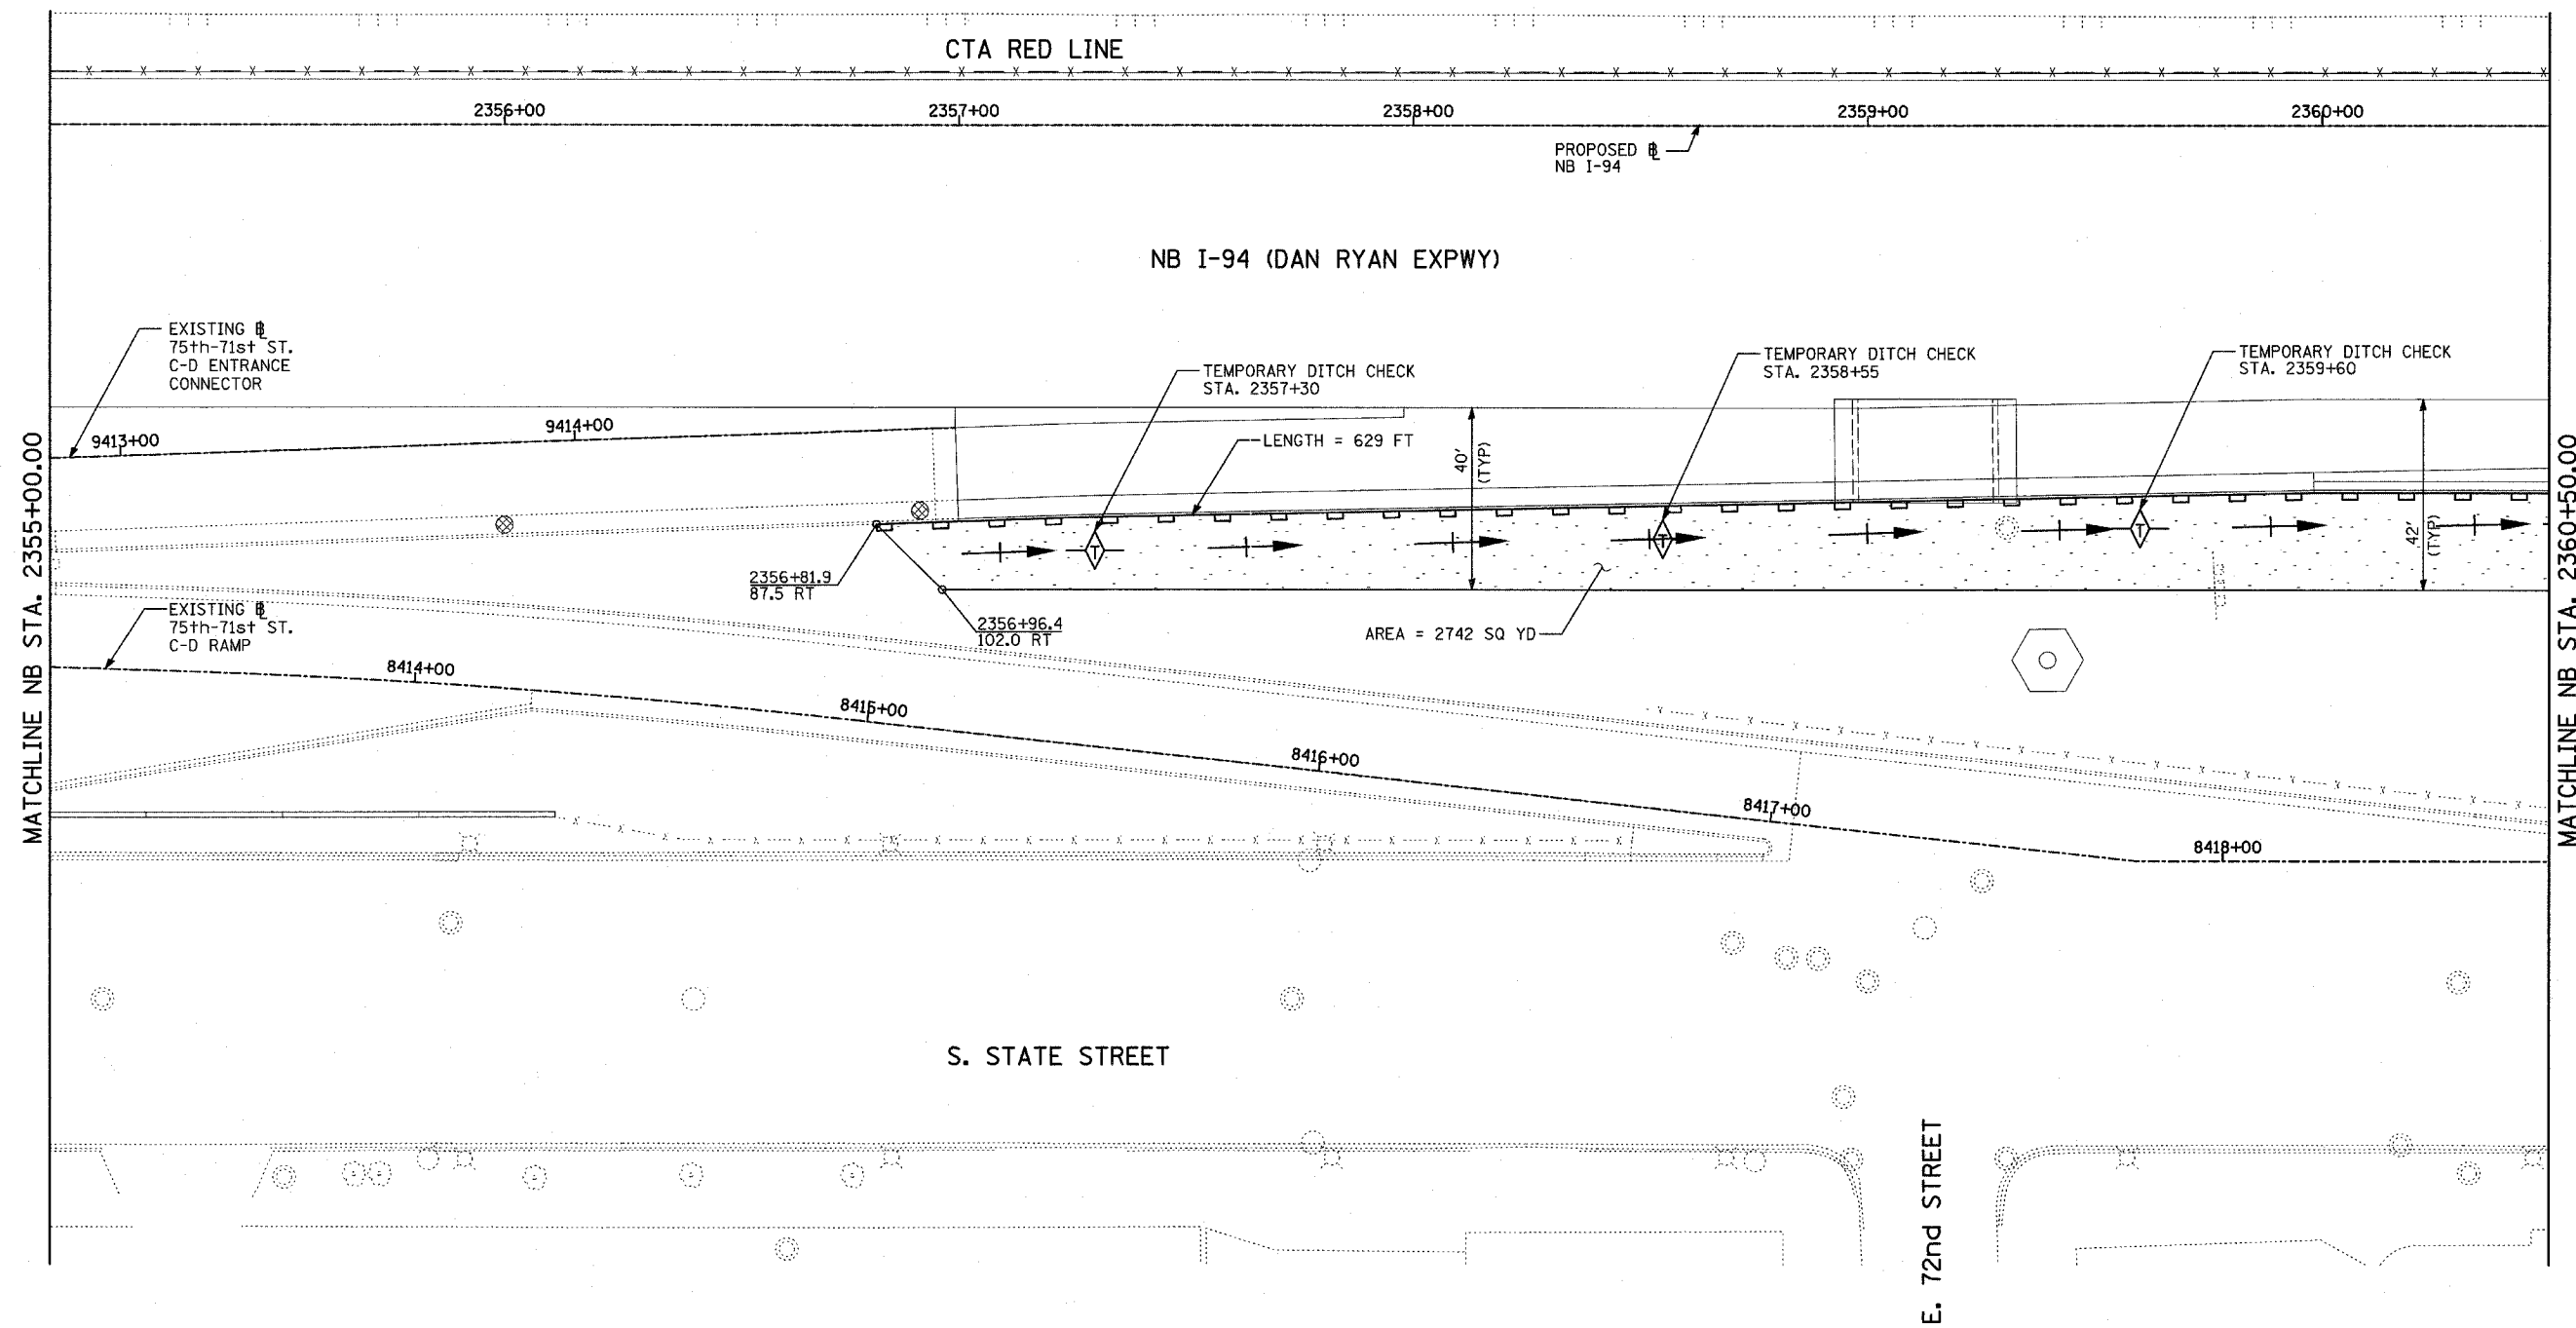 CTA RED LINE
2356+00
2357+00
2358+00
2359+00
2360+00
PROPOSED ℄
NB I-94
NB I-94 (DAN RYAN EXPWY)
EXISTING ℄
75th-71st ST.
C-D ENTRANCE
CONNECTOR
TEMPORARY DITCH CHECK
STA. 2357+30
TEMPORARY DITCH CHECK
STA. 2358+55
TEMPORARY DITCH CHECK
STA. 2359+60
9413+00
9414+00
LENGTH = 629 FT
40'
(TYP)
42'
(TYP)
T
T
T
MATCHLINE NB STA. 2355+00.00
MATCHLINE NB STA. 2360+50.00
2356+81.9
87.5 RT
2356+96.4
102.0 RT
AREA = 2742 SQ YD
EXISTING ℄
75th-71st ST.
C-D RAMP
8414+00
8415+00
8416+00
8417+00
8418+00
S. STATE STREET
E. 72nd STREET